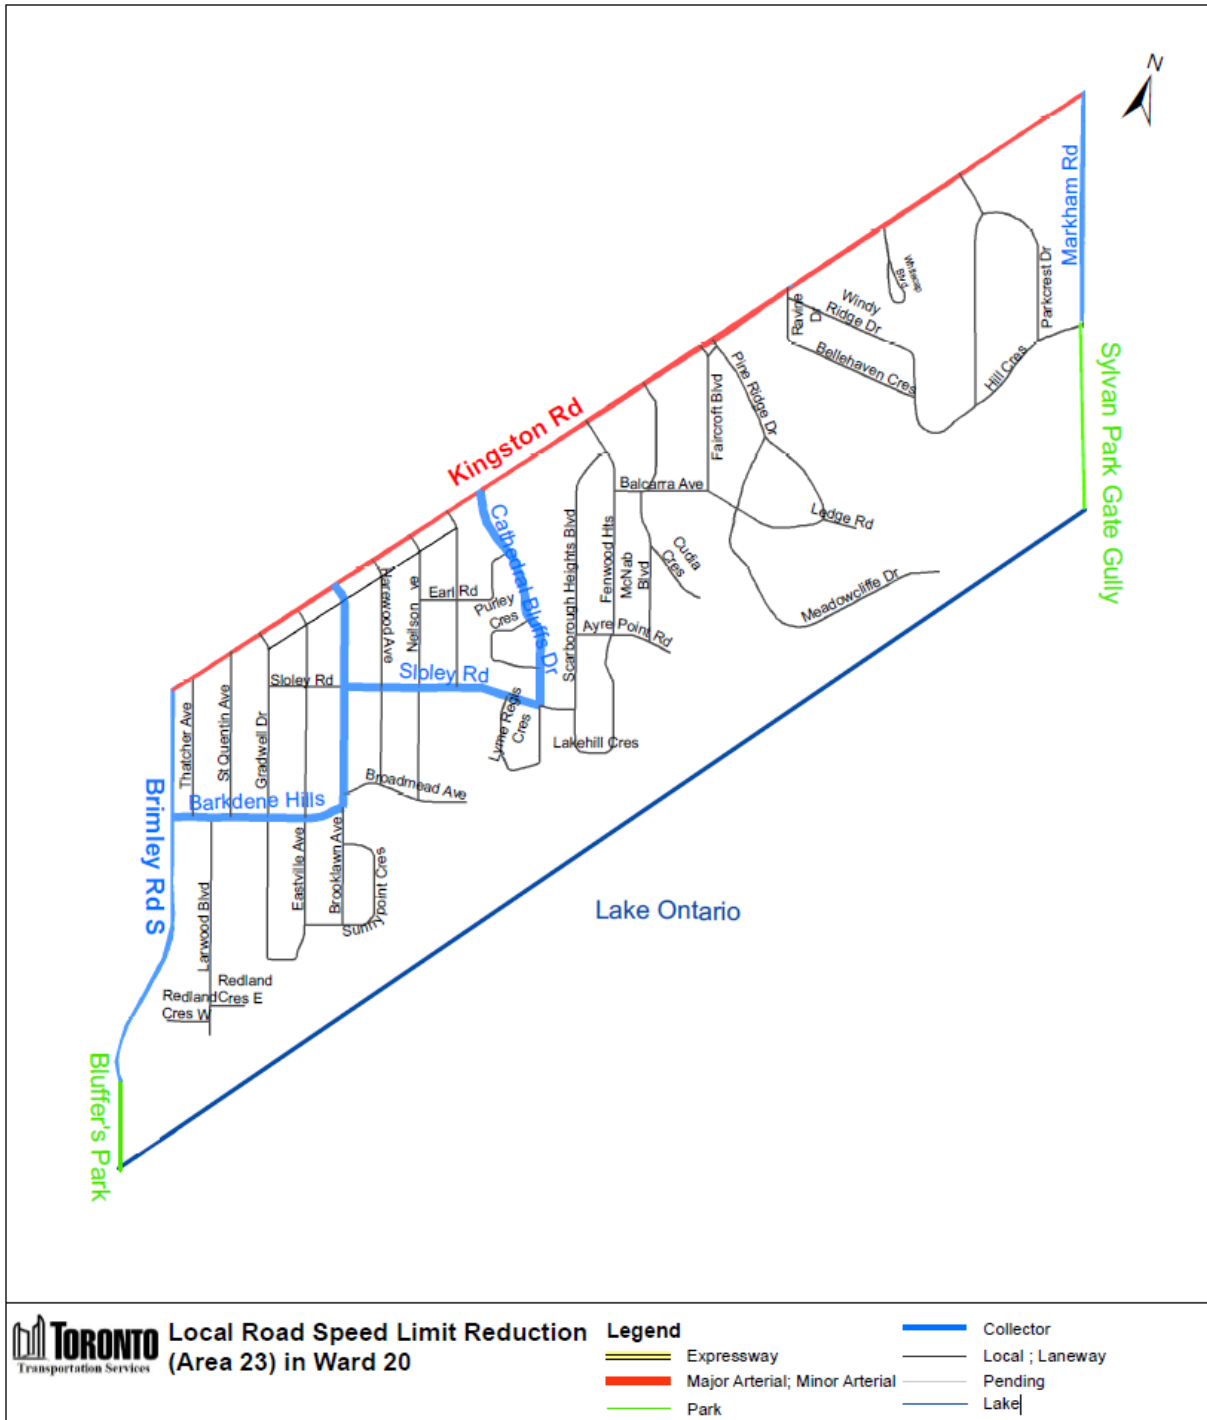 N
Markham Rd
Parkcrest Dr
Whitecap
Blvd
Windy
Ridge Dr
Ravine
Dr
Bellehaven Cres
Hill Cres
Sylvan Park Gate Gully
Pine Ridge Dr
Faircroft Blvd
Kingston Rd
Balcarra Ave
Ledge Rd
Cathedral Bluffs Dr
Scarborough Heights Blvd
Fenwood Hts
McNab
Blvd
Cudia
Cres
Meadowcliffe Dr
Harewood Ave
Neilson ve
Earl Rd
Purley
Cres
Ayre Point Rd
Sloley Rd
Sloley Rd
Lyme Regis
Cres
Lakehill Cres
Thatcher Ave
St Quentin Ave
Gradwell Dr
Broadmead Ave
Barkdene Hills
Brimley Rd S
Eastville Ave
Brooklawn Ave
Sunnypoint Cres
Larwood Blvd
Lake Ontario
Redland
Cres E
Redland
Cres W
Bluffer's Park
TORONTO
Transportation Services
Local Road Speed Limit Reduction
(Area 23) in Ward 20
Legend
Expressway
Major Arterial; Minor Arterial
Park
Collector
Local ; Laneway
Pending
Lake